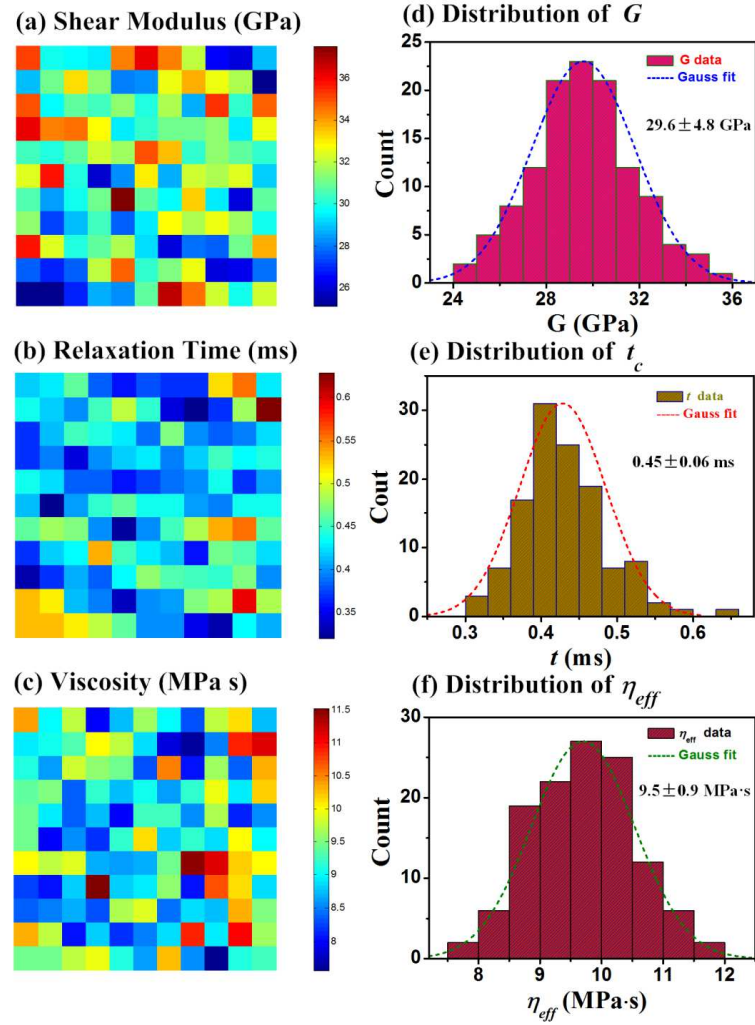 (a) Shear Modulus (GPa)
36
34
32
30
28
26
(d) Distribution of G
25
20
15
10
5
0
Count
G data
Gauss fit
29.6±4.8 GPa
24 28 32 36
G (GPa)
(b) Relaxation Time (ms)
0.6
0.55
0.5
0.45
0.4
0.35
(e) Distribution of t_c
30
20
10
0
Cout
t data
Gauss fit
0.45±0.06 ms
0.3 0.4 0.5 0.6
t (ms)
(c) Viscosity (MPa s)
11.5
11
10.5
10
9.5
9
8.5
8
(f) Distribution of η_eff
30
20
10
0
Count
η_eff data
Gauss fit
9.5±0.9 MPa·s
8 9 10 11 12
η_eff (MPa·s)